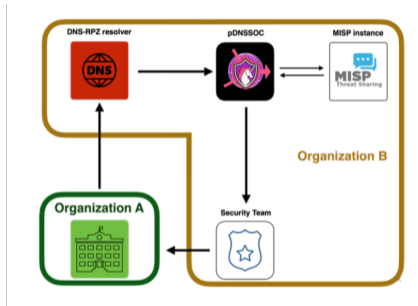 DNS-RPZ resolver
pDNSSOC
MISP instance
DNS
MISP
Threat Sharing
Organization B
Organization A
Security Team